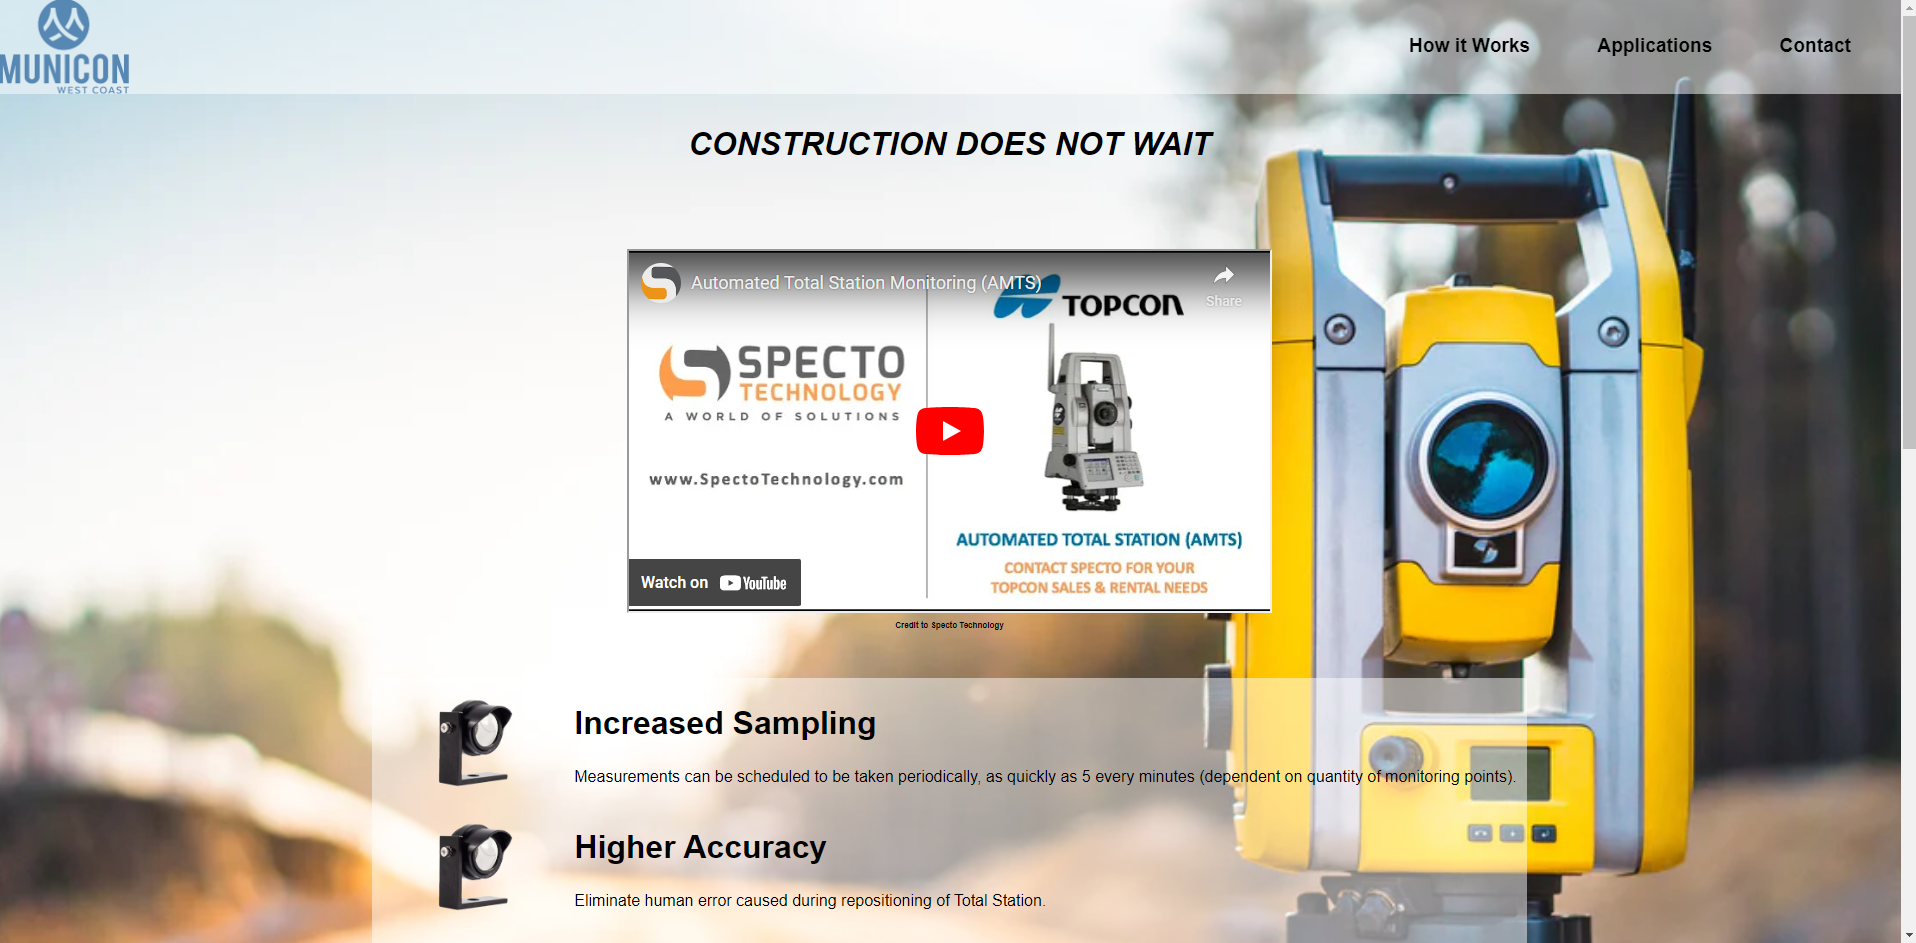 MUNICON
WEST COAST
How it Works
Applications
Contact
CONSTRUCTION DOES NOT WAIT
Automated Total Station Monitoring (AMTS)
Share
TOPCON
SPECTO
TECHNOLOGY
A WORLD OF SOLUTIONS
www.SpectoTechnology.com
AUTOMATED TOTAL STATION (AMTS)
CONTACT SPECTO FOR YOUR
TOPCON SALES & RENTAL NEEDS
Watch on YouTube
Credit to Specto Technology
Increased Sampling
Measurements can be scheduled to be taken periodically, as quickly as 5 every minutes (dependent on quantity of monitoring points).
Higher Accuracy
Eliminate human error caused during repositioning of Total Station.